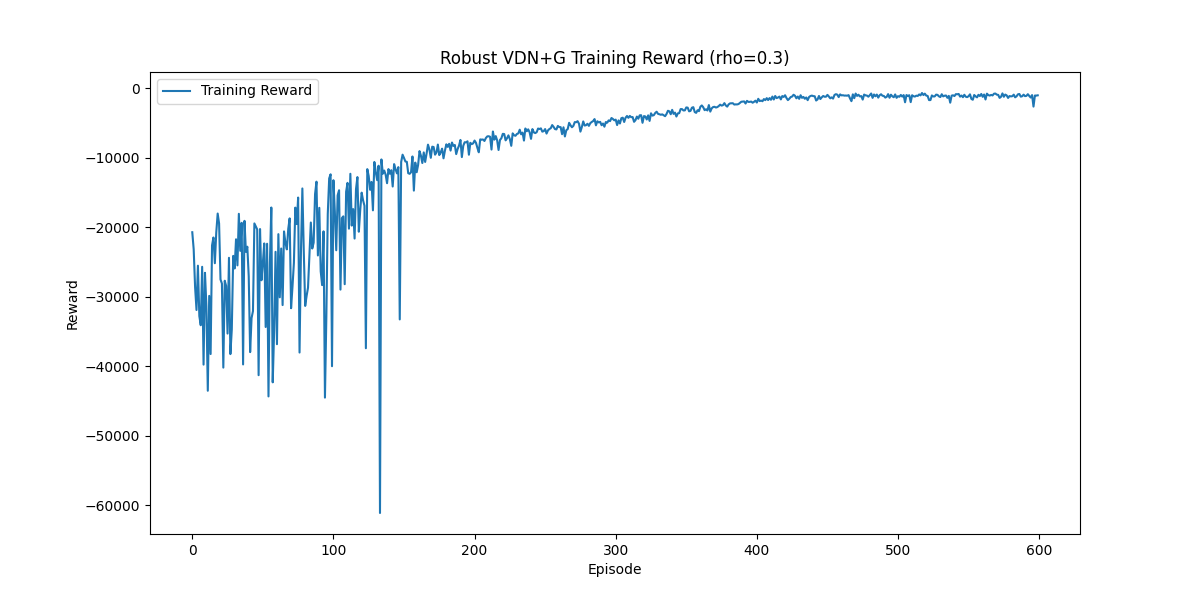 Robust VDN+G Training Reward (rho=0.3)
Training Reward
0
−10000
−20000
−30000
−40000
−50000
−60000
Reward
0 100 200 300 400 500 600
Episode